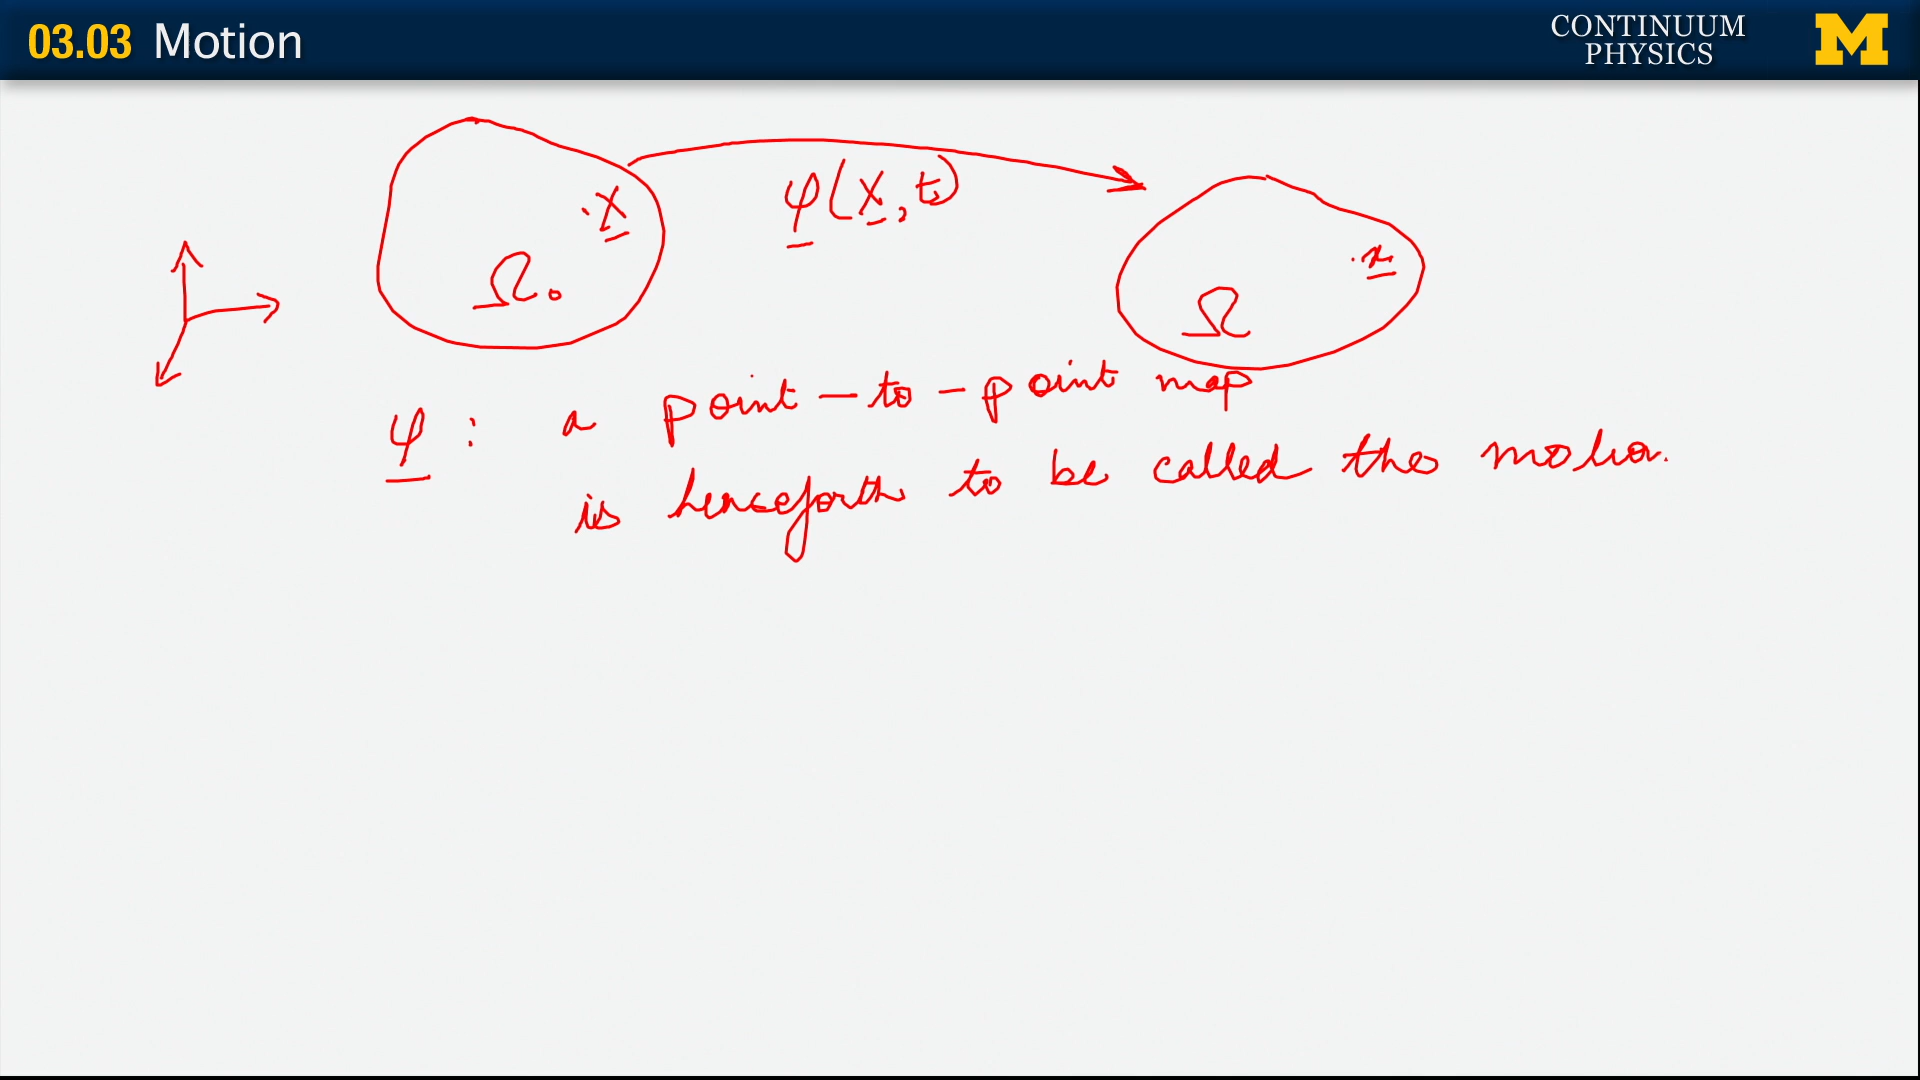 03.03 Motion
CONTINUUM
PHYSICS
M
φ(X, t)
.X
.x
Ω₀
Ω
φ : a point-to-point map
is henceforth to be called the motion.